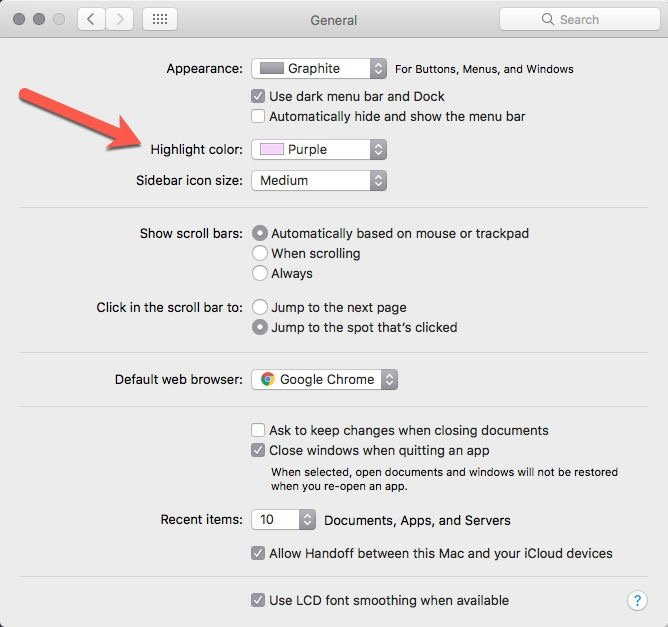 General
Search
Appearance: Graphite For Buttons, Menus, and Windows
Use dark menu bar and Dock
Automatically hide and show the menu bar
Highlight color: Purple
Sidebar icon size: Medium
Show scroll bars: Automatically based on mouse or trackpad
When scrolling
Always
Click in the scroll bar to: Jump to the next page
Jump to the spot that’s clicked
Default web browser: Google Chrome
Ask to keep changes when closing documents
Close windows when quitting an app
When selected, open documents and windows will not be restored
when you re-open an app.
Recent items: 10 Documents, Apps, and Servers
Allow Handoff between this Mac and your iCloud devices
Use LCD font smoothing when available
?